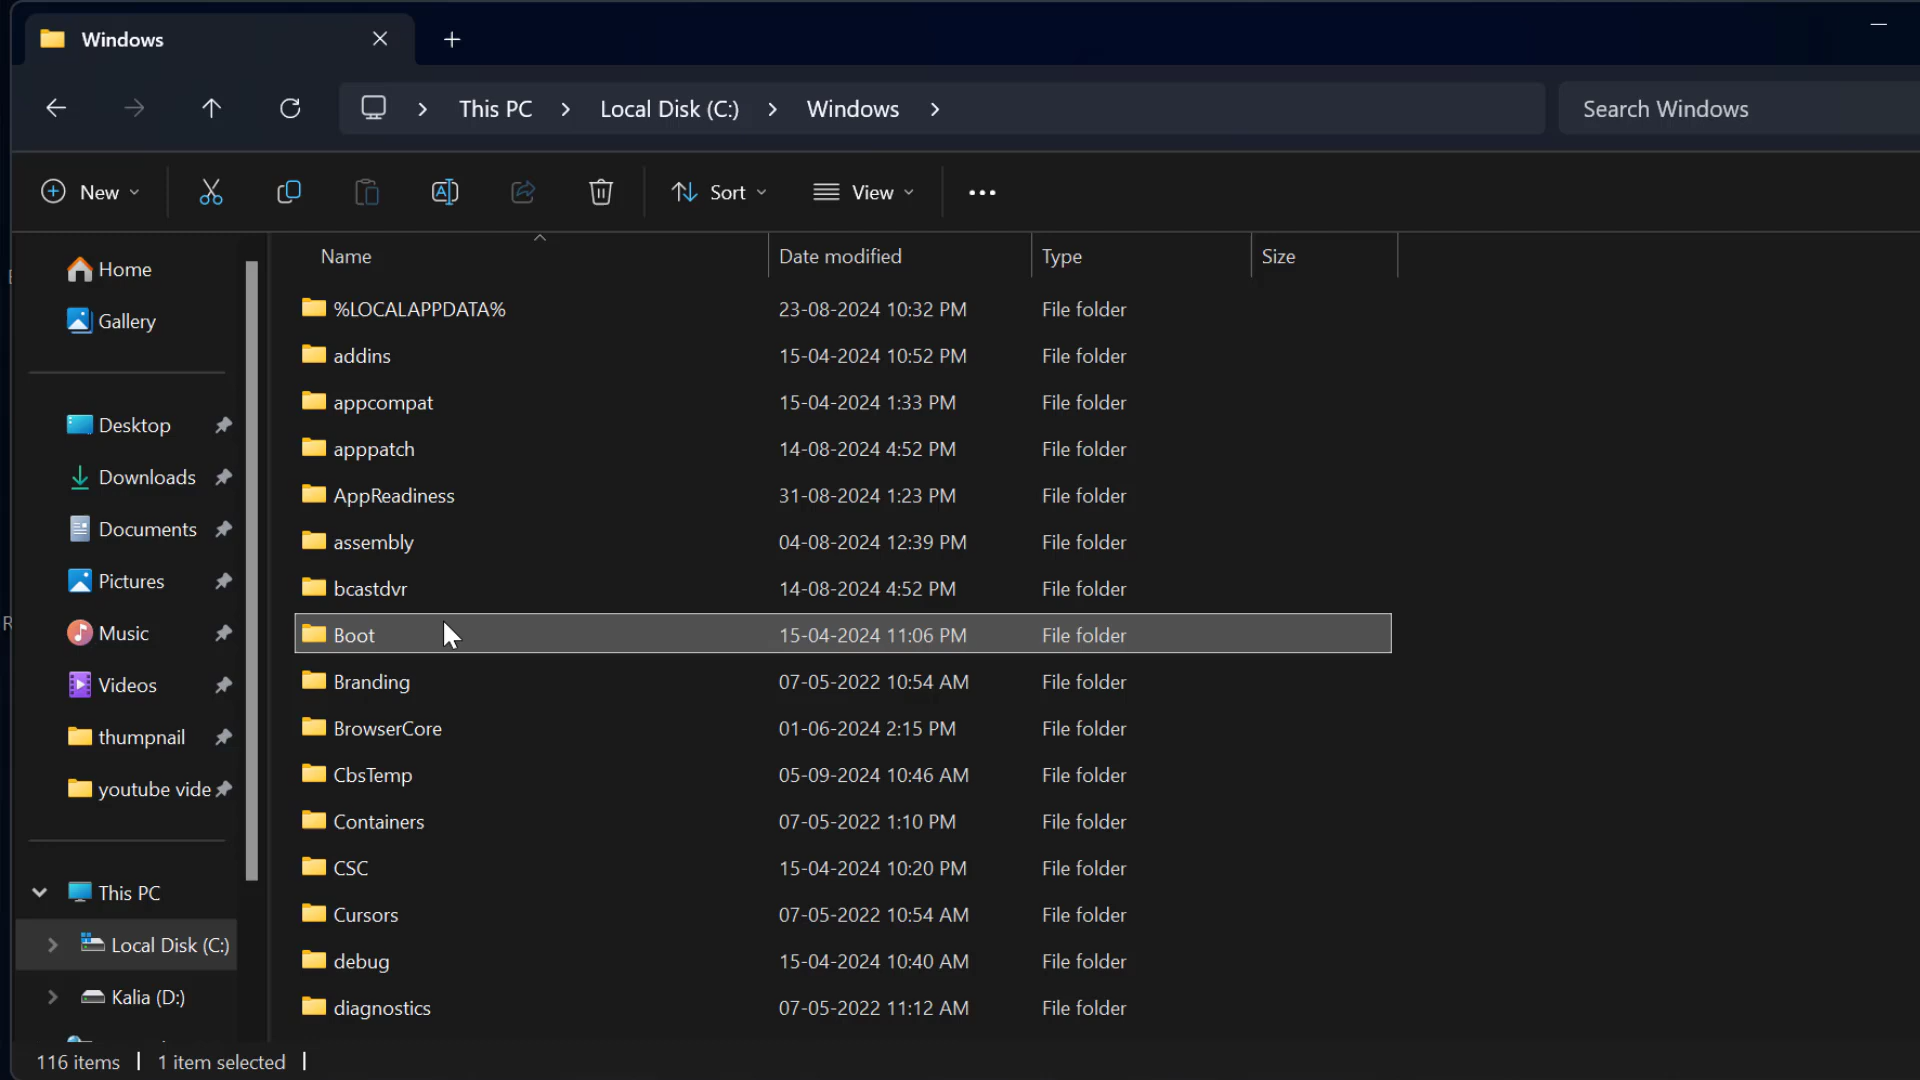 Windows
This PC > Local Disk (C:) > Windows >
Search Windows
New
Sort
View
Name Date modified Type Size
Home
Gallery
Desktop
Downloads
Documents
Pictures
Music
Videos
thumpnail
youtube vide
This PC
Local Disk (C:)
Kalia (D:)
%LOCALAPPDATA% 23-08-2024 10:32 PM File folder
addins 15-04-2024 10:52 PM File folder
appcompat 15-04-2024 1:33 PM File folder
apppatch 14-08-2024 4:52 PM File folder
AppReadiness 31-08-2024 1:23 PM File folder
assembly 04-08-2024 12:39 PM File folder
bcastdvr 14-08-2024 4:52 PM File folder
Boot 15-04-2024 11:06 PM File folder
Branding 07-05-2022 10:54 AM File folder
BrowserCore 01-06-2024 2:15 PM File folder
CbsTemp 05-09-2024 10:46 AM File folder
Containers 07-05-2022 1:10 PM File folder
CSC 15-04-2024 10:20 PM File folder
Cursors 07-05-2022 10:54 AM File folder
debug 15-04-2024 10:40 AM File folder
diagnostics 07-05-2022 11:12 AM File folder
116 items | 1 item selected |